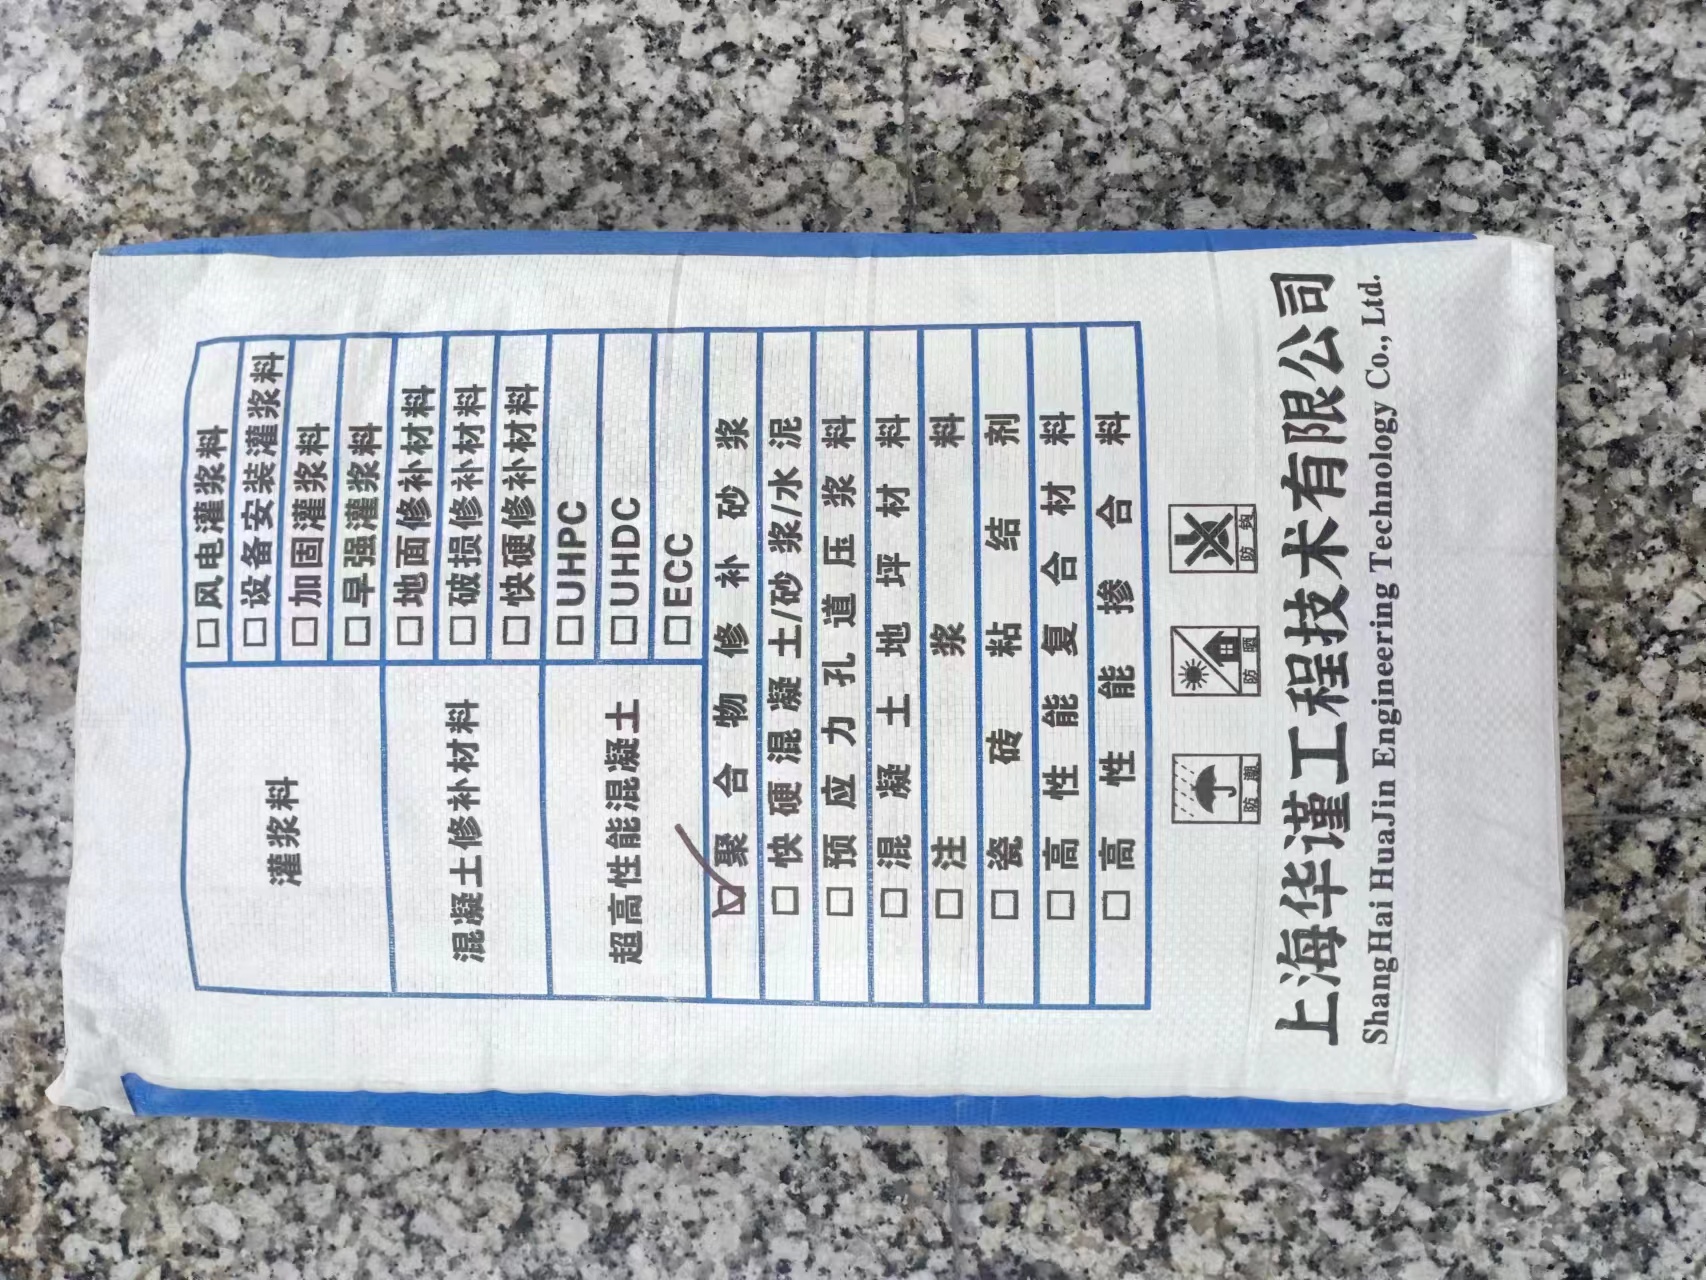 灌浆料
□风电灌浆料
□设备安装灌浆料
□加固灌浆料
□早强灌浆料
混凝土修补材料
□地面修补材料
□破损修补材料
□快硬修补材料
超高性能混凝土
□UHPC
□UHDC
□ECC
☑聚合物修补砂浆
□快硬混凝土/砂浆/水泥
□预应力孔道压浆料
□混凝土地坪材料
□注浆料
□瓷砖粘结剂
□高性能复合材料
□高性能掺合料
防潮
防晒
防钩
上海华谨工程技术有限公司
ShangHai HuaJin Engineering Technology Co., Ltd.